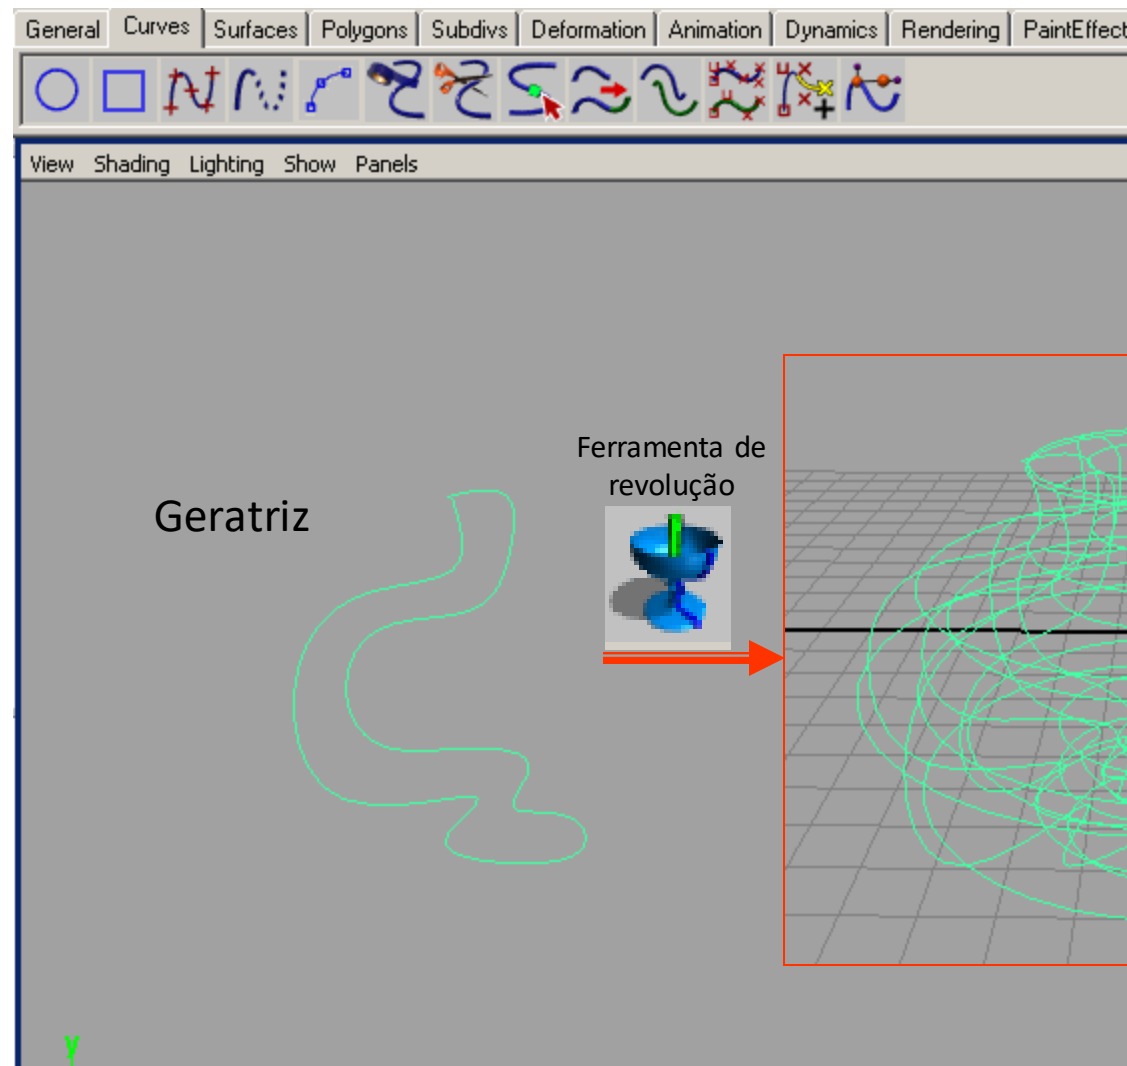 General Curves Surfaces Polygons Subdivs Deformation Animation Dynamics Rendering PaintEffect
View Shading Lighting Show Panels
Ferramenta de
revolução
Geratriz
y